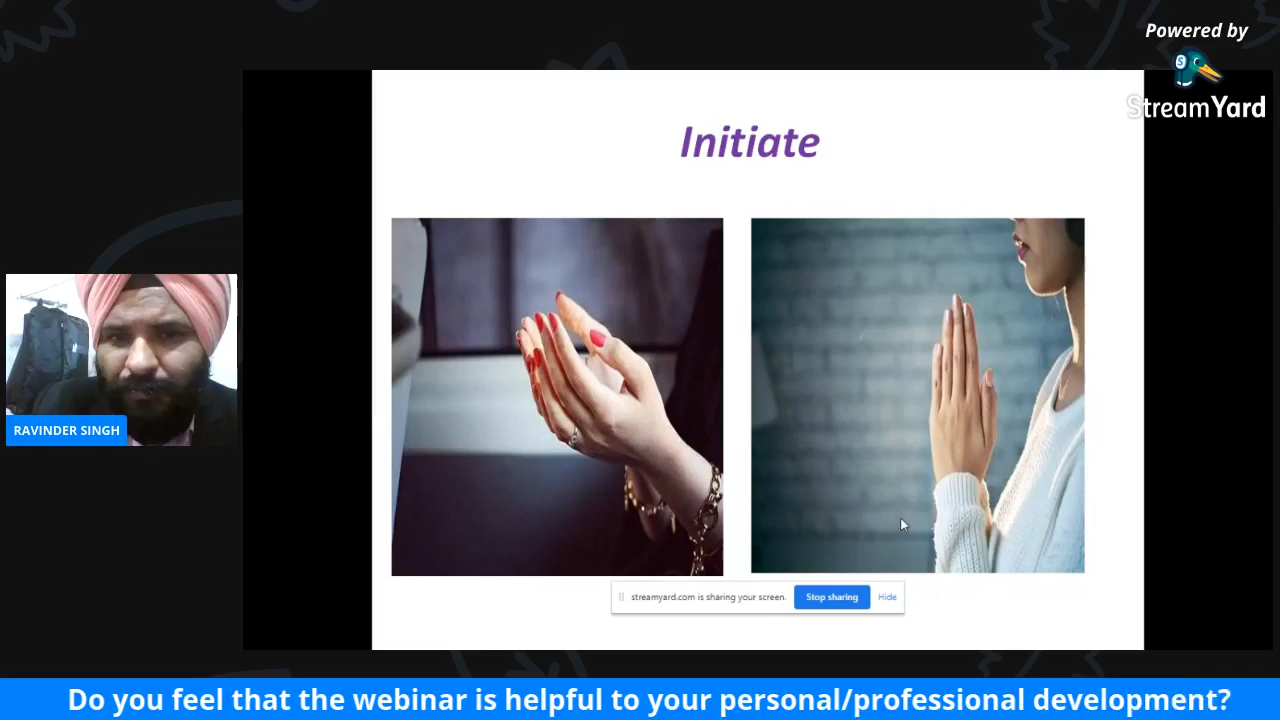 Powered by
StreamYard
Initiate
RAVINDER SINGH
streamyard.com is sharing your screen.
Stop sharing
Hide
Do you feel that the webinar is helpful to your personal/professional development?